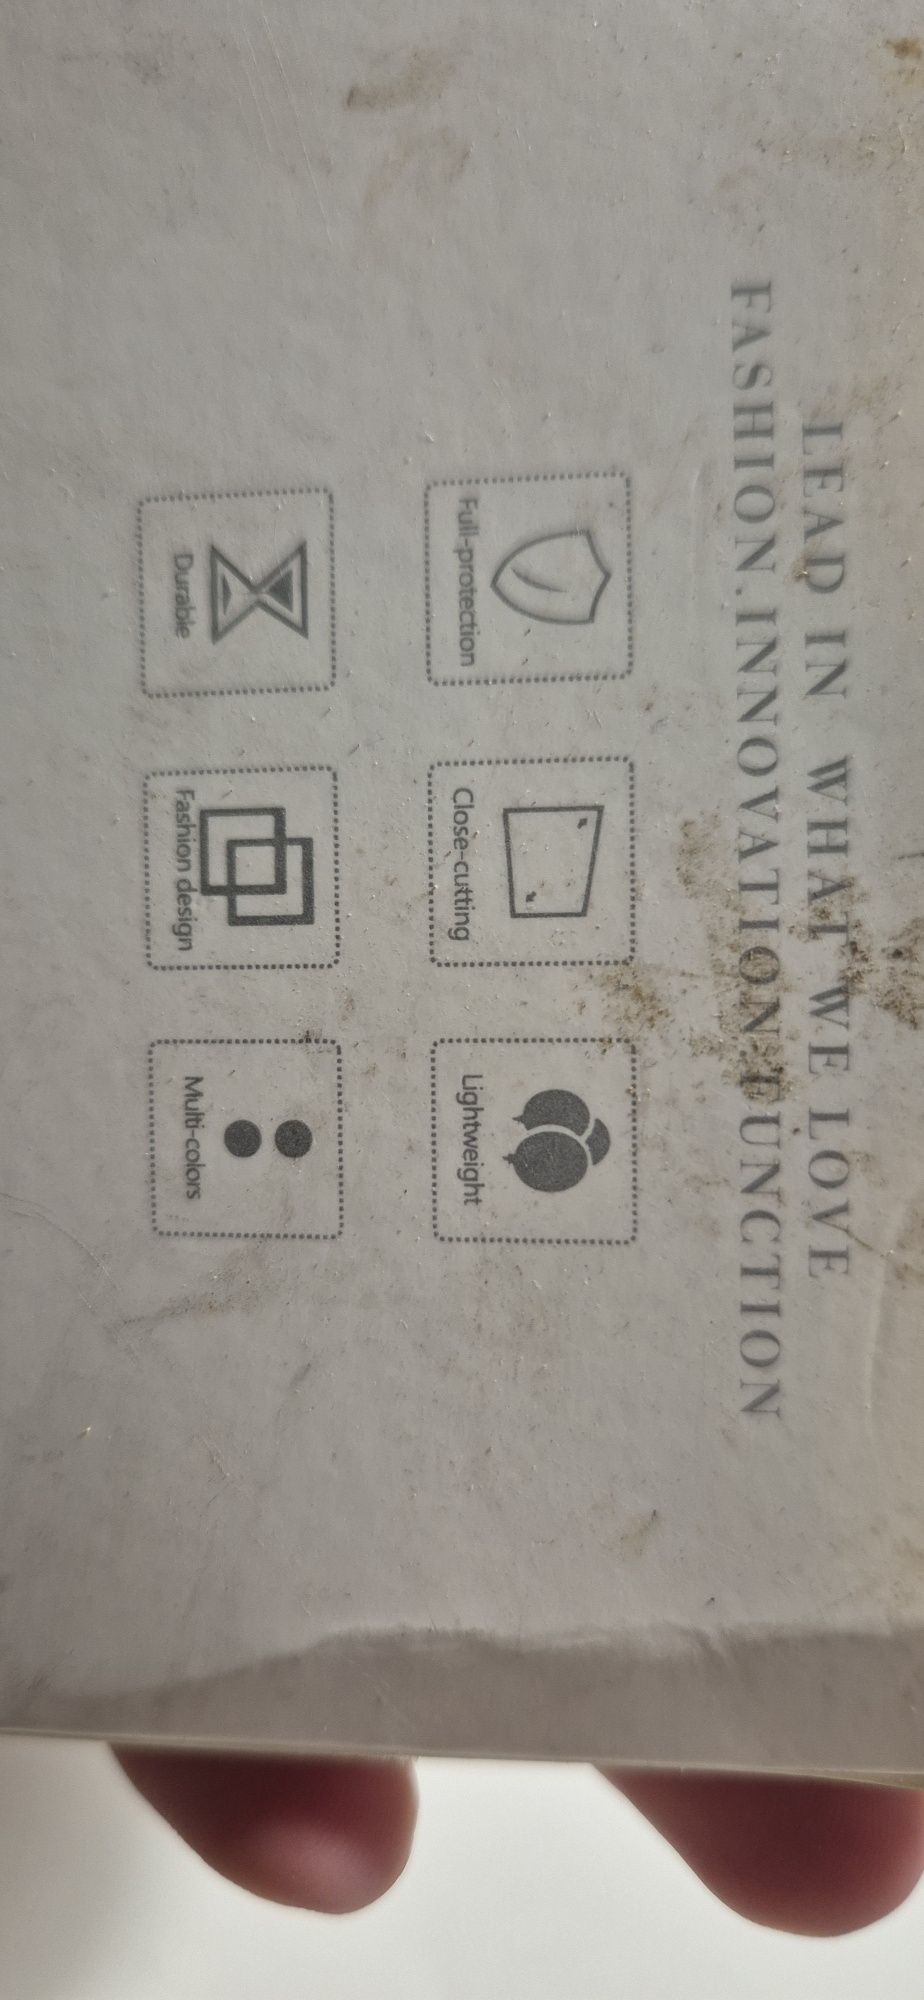 LEAD IN WHAT WE LOVE
FASHION.INNOVATION.FUNCTION
Full-protection
Close-cutting
Lightweight
Durable
Fashion design
Multi-colors